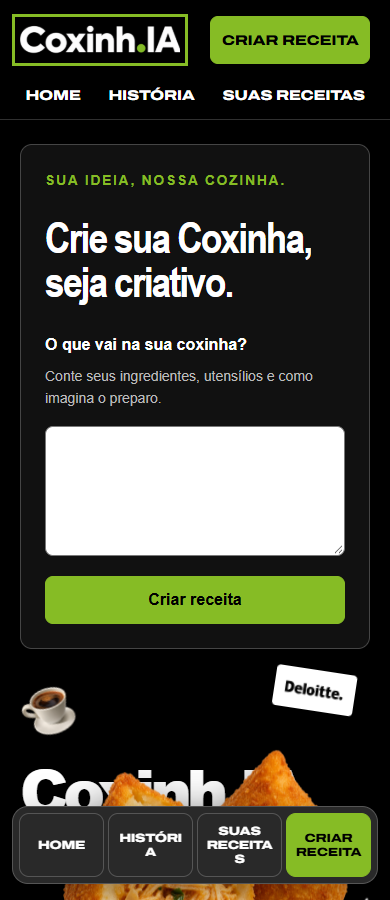 Coxinh.IA
CRIAR RECEITA
HOME HISTÓRIA SUAS RECEITAS
SUA IDEIA, NOSSA COZINHA.
Crie sua Coxinha,
seja criativo.
O que vai na sua coxinha?
Conte seus ingredientes, utensílios e como
imagina o preparo.
Criar receita
Deloitte.
HOME
HISTÓRI
A
SUAS
RECEITA
S
CRIAR
RECEITA